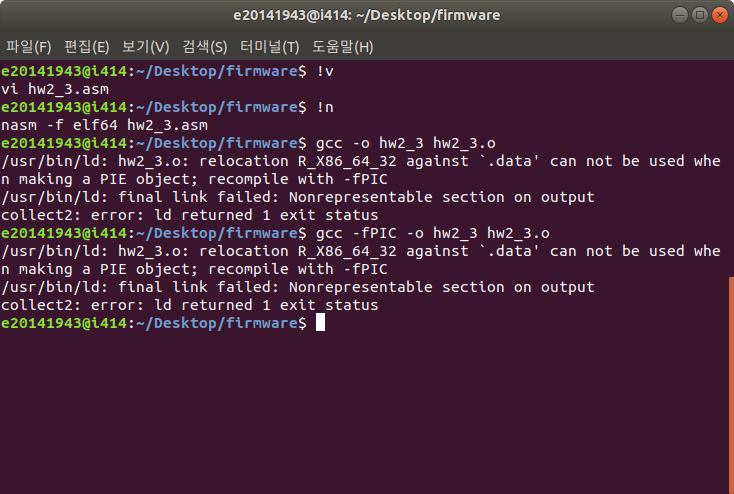 e20141943@i414: ~/Desktop/firmware
파일(F) 편집(E) 보기(V) 검색(S) 터미널(T) 도움말(H)
e20141943@i414:~/Desktop/firmware$ !v
vi hw2_3.asm
e20141943@i414:~/Desktop/firmware$ !n
nasm -f elf64 hw2_3.asm
e20141943@i414:~/Desktop/firmware$ gcc -o hw2_3 hw2_3.o
/usr/bin/ld: hw2_3.o: relocation R_X86_64_32 against `.data' can not be used whe
n making a PIE object; recompile with -fPIC
/usr/bin/ld: final link failed: Nonrepresentable section on output
collect2: error: ld returned 1 exit status
e20141943@i414:~/Desktop/firmware$ gcc -fPIC -o hw2_3 hw2_3.o
/usr/bin/ld: hw2_3.o: relocation R_X86_64_32 against `.data' can not be used whe
n making a PIE object; recompile with -fPIC
/usr/bin/ld: final link failed: Nonrepresentable section on output
collect2: error: ld returned 1 exit status
e20141943@i414:~/Desktop/firmware$